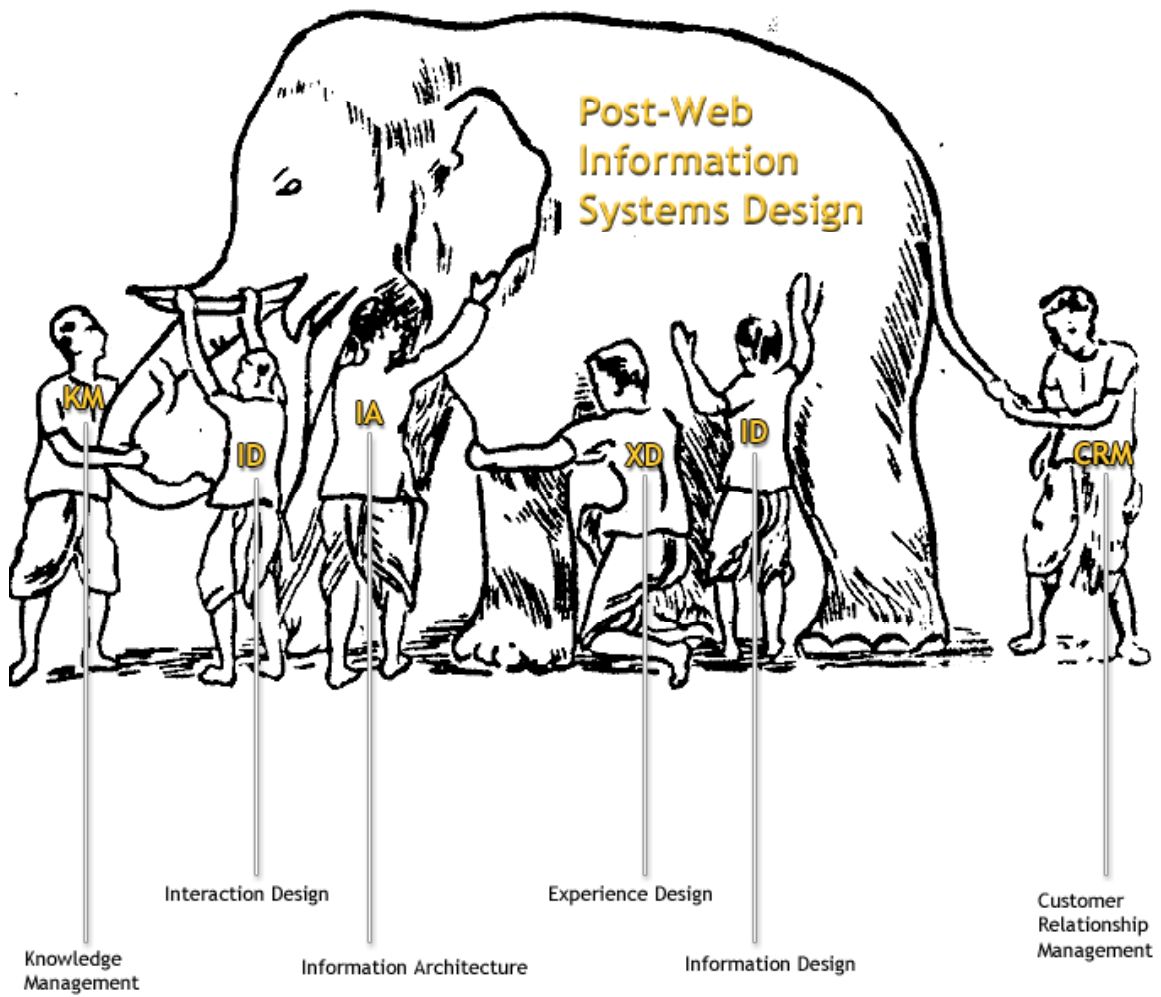 Post-Web
Information
Systems Design
KM
ID
IA
XD
ID
CRM
Interaction Design
Experience Design
Customer
Relationship
Management
Knowledge
Management
Information Architecture
Information Design